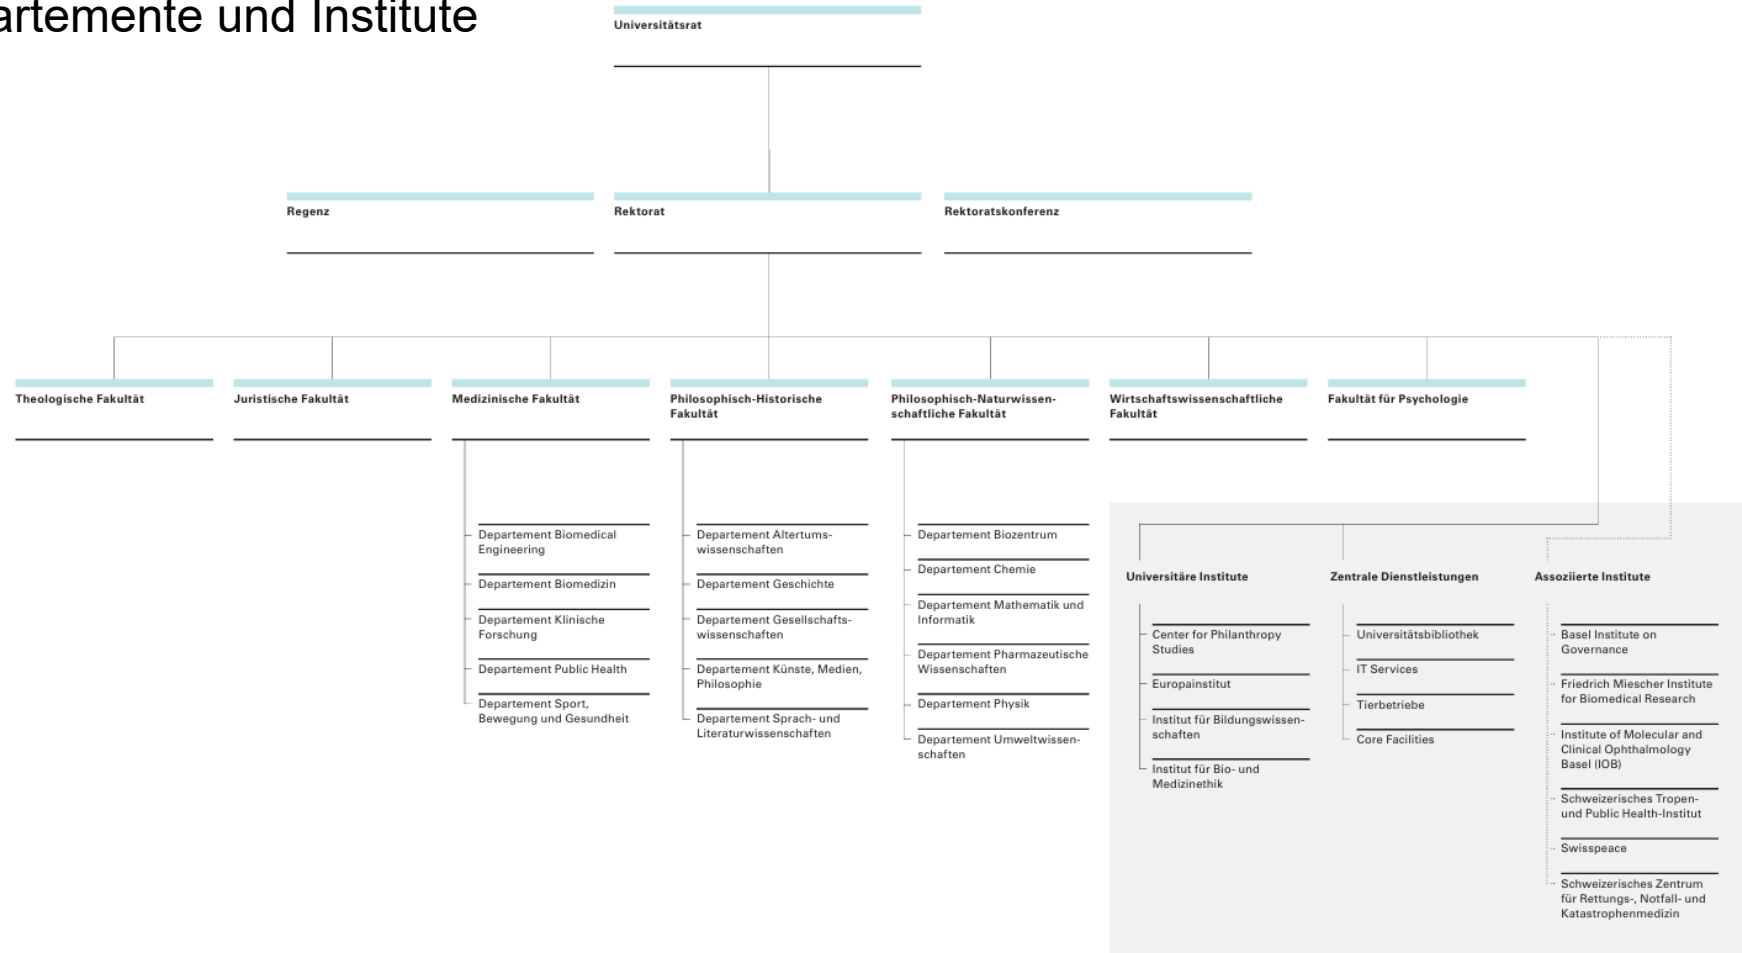 artemente und Institute
Universitätsrat
Regenz
Rektorat
Rektoratskonferenz
Theologische Fakultät
Juristische Fakultät
Medizinische Fakultät
Philosophisch-Historische
Fakultät
Philosophisch-Naturwissen-
schaftliche Fakultät
Wirtschaftswissenschaftliche
Fakultät
Fakultät für Psychologie
Departement Biomedical
Engineering
Departement Biomedizin
Departement Klinische
Forschung
Departement Public Health
Departement Sport,
Bewegung und Gesundheit
Departement Altertums-
wissenschaften
Departement Geschichte
Departement Gesellschafts-
wissenschaften
Departement Künste, Medien,
Philosophie
Departement Sprach- und
Literaturwissenschaften
Departement Biozentrum
Departement Chemie
Departement Mathematik und
Informatik
Departement Pharmazeutische
Wissenschaften
Departement Physik
Departement Umweltwissen-
schaften
Universitäre Institute
Center for Philanthropy
Studies
Europainstitut
Institut für Bildungswissen-
schaften
Institut für Bio- und
Medizinethik
Zentrale Dienstleistungen
Universitätsbibliothek
IT Services
Tierbetriebe
Core Facilities
Assoziierte Institute
Basel Institute on
Governance
Friedrich Miescher Institute
for Biomedical Research
Institute of Molecular and
Clinical Ophthalmology
Basel (IOB)
Schweizerisches Tropen-
und Public Health-Institut
Swisspeace
Schweizerisches Zentrum
für Rettungs-, Notfall- und
Katastrophenmedizin